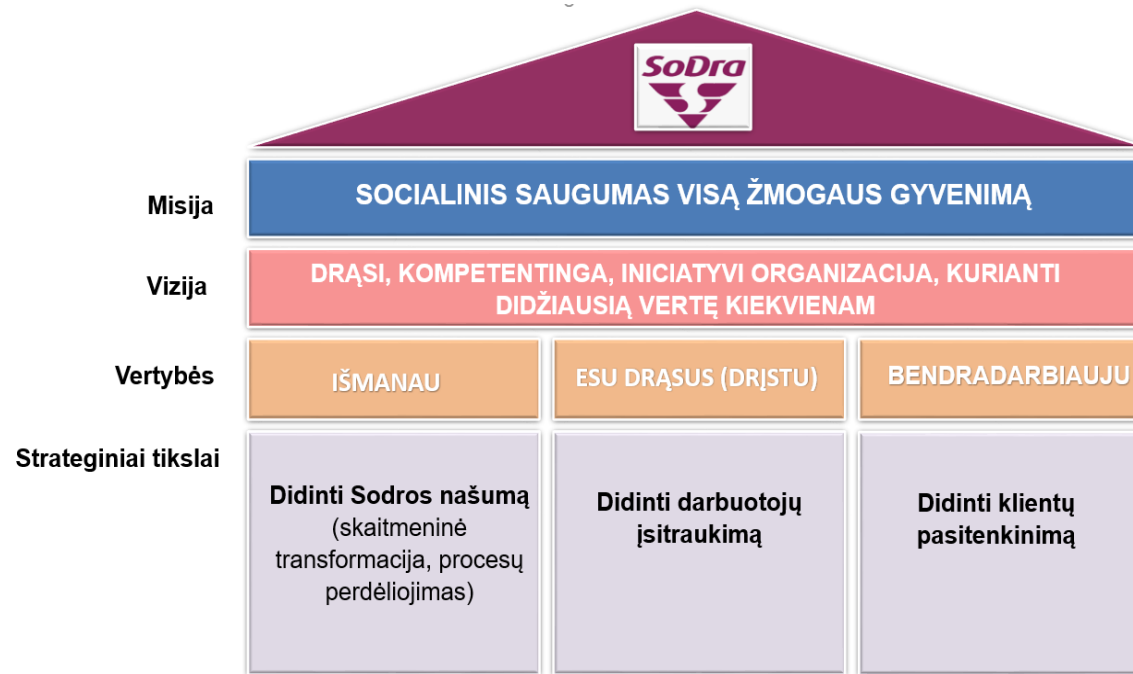 SoDra
Misija
SOCIALINIS SAUGUMAS VISĄ ŽMOGAUS GYVENIMĄ
Vizija
DRĄSI, KOMPETENTINGA, INICIATYVI ORGANIZACIJA, KURIANTI
DIDŽIAUSIĄ VERTĘ KIEKVIENAM
Vertybės
IŠMANAU
ESU DRĄSUS (DRĮSTU)
BENDRADARBIAUJU
Strateginiai tikslai
Didinti Sodros našumą
(skaitmeninė
transformacija, procesų
perdėliojimas)
Didinti darbuotojų
įsitraukimą
Didinti klientų
pasitenkinimą